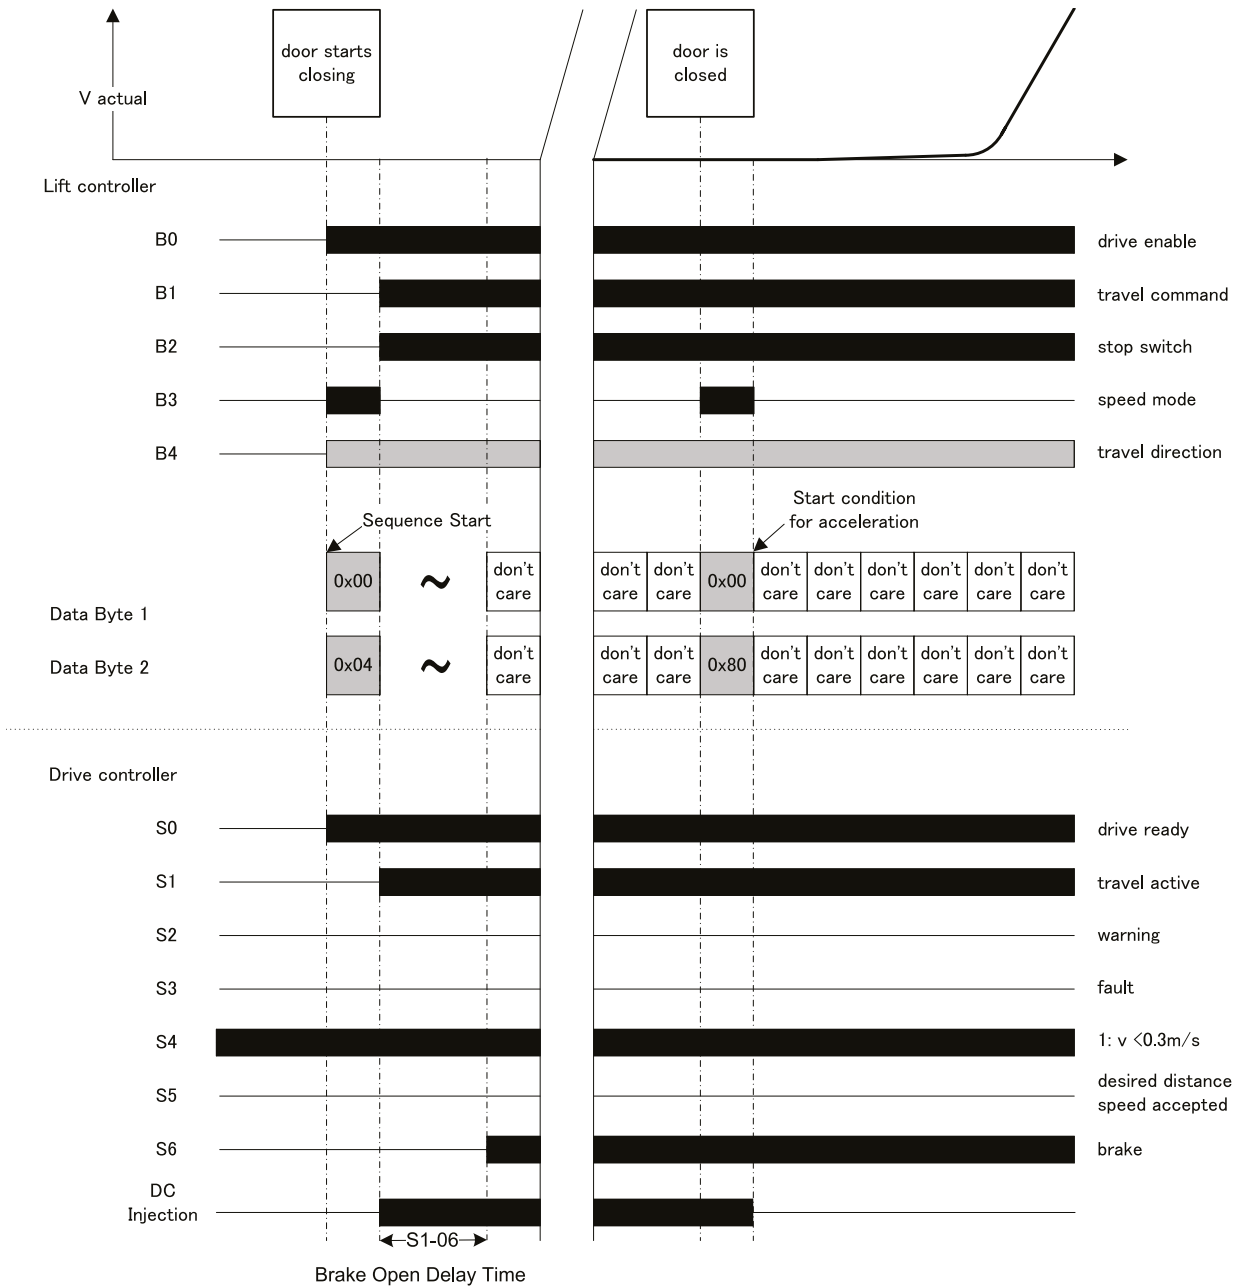 door starts
closing
door is
closed
V actual
Lift controller
B0
drive enable
B1
travel command
B2
stop switch
B3
speed mode
B4
travel direction
Sequence Start
Start condition
for acceleration
0x00
~
don't
care
don't
care
don't
care
0x00
don't
care
don't
care
don't
care
don't
care
don't
care
don't
care
Data Byte 1
0x04
~
don't
care
don't
care
don't
care
0x80
don't
care
don't
care
don't
care
don't
care
don't
care
don't
care
Data Byte 2
Drive controller
S0
drive ready
S1
travel active
S2
warning
S3
fault
S4
1: v <0.3m/s
S5
desired distance
speed accepted
S6
brake
DC
Injection
S1-06
Brake Open Delay Time